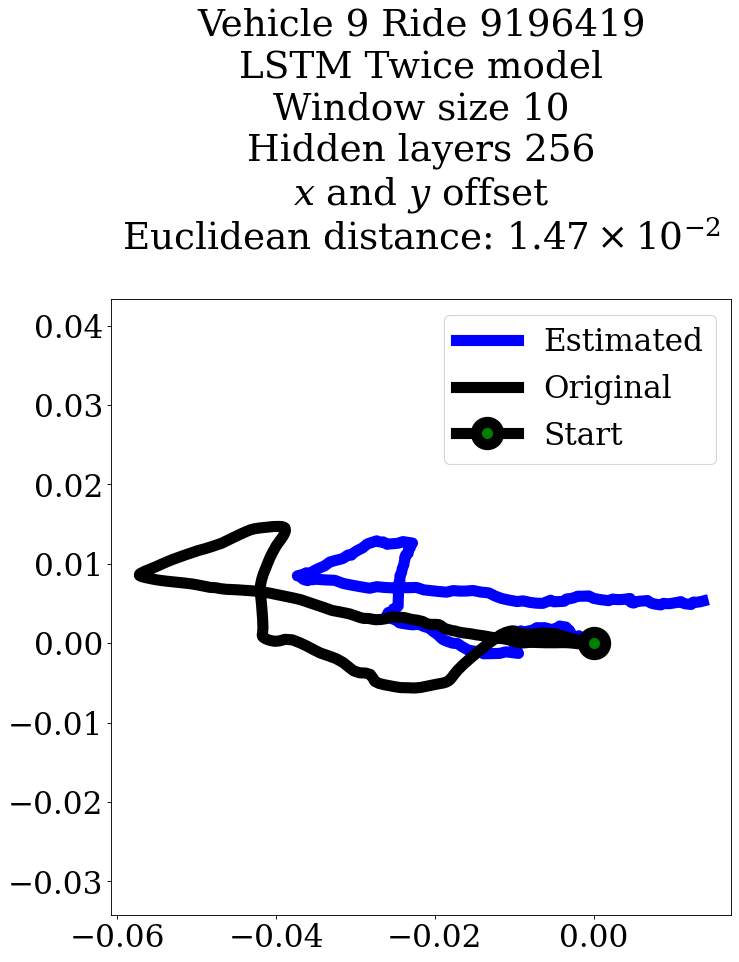 Vehicle 9 Ride 9196419
LSTM Twice model
Window size 10
Hidden layers 256
x and y offset
Euclidean distance: 1.47 × 10⁻²
Estimated
Original
Start
0.04
0.03
0.02
0.01
0.00
−0.01
−0.02
−0.03
−0.06 −0.04 −0.02 0.00